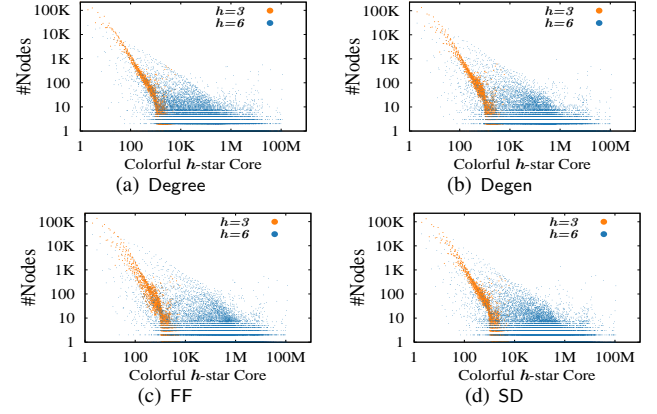 100K
10K
1K
100
10
1
#Nodes
h=3
h=6
1 100 10K 1M 100M
Colorful h-star Core
(a) Degree
100K
10K
1K
100
10
1
#Nodes
h=3
h=6
1 100 10K 1M 100M
Colorful h-star Core
(b) Degen
100K
10K
1K
100
10
1
#Nodes
h=3
h=6
1 100 10K 1M 100M
Colorful h-star Core
(c) FF
100K
10K
1K
100
10
1
#Nodes
h=3
h=6
1 100 10K 1M 100M
Colorful h-star Core
(d) SD